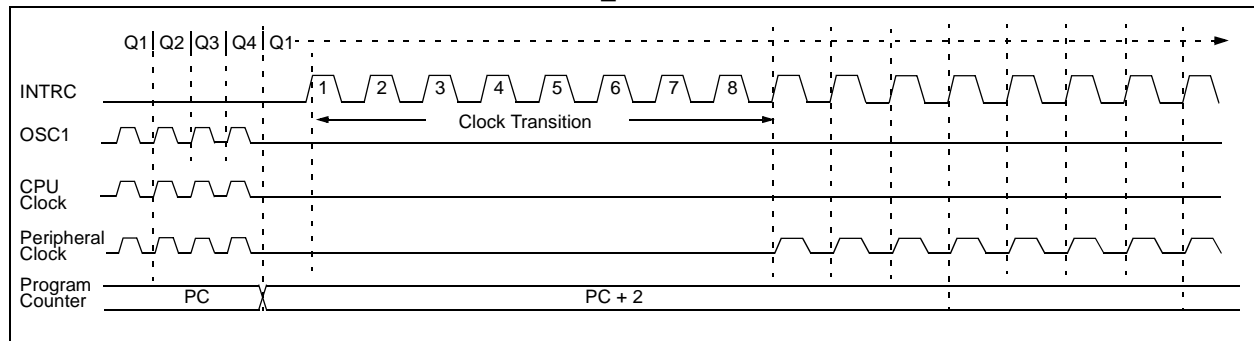 Q1 Q2 Q3 Q4 Q1
INTRC
1 2 3 4 5 6 7 8
Clock Transition
OSC1
CPU
Clock
Peripheral
Clock
Program
Counter
PC
PC + 2